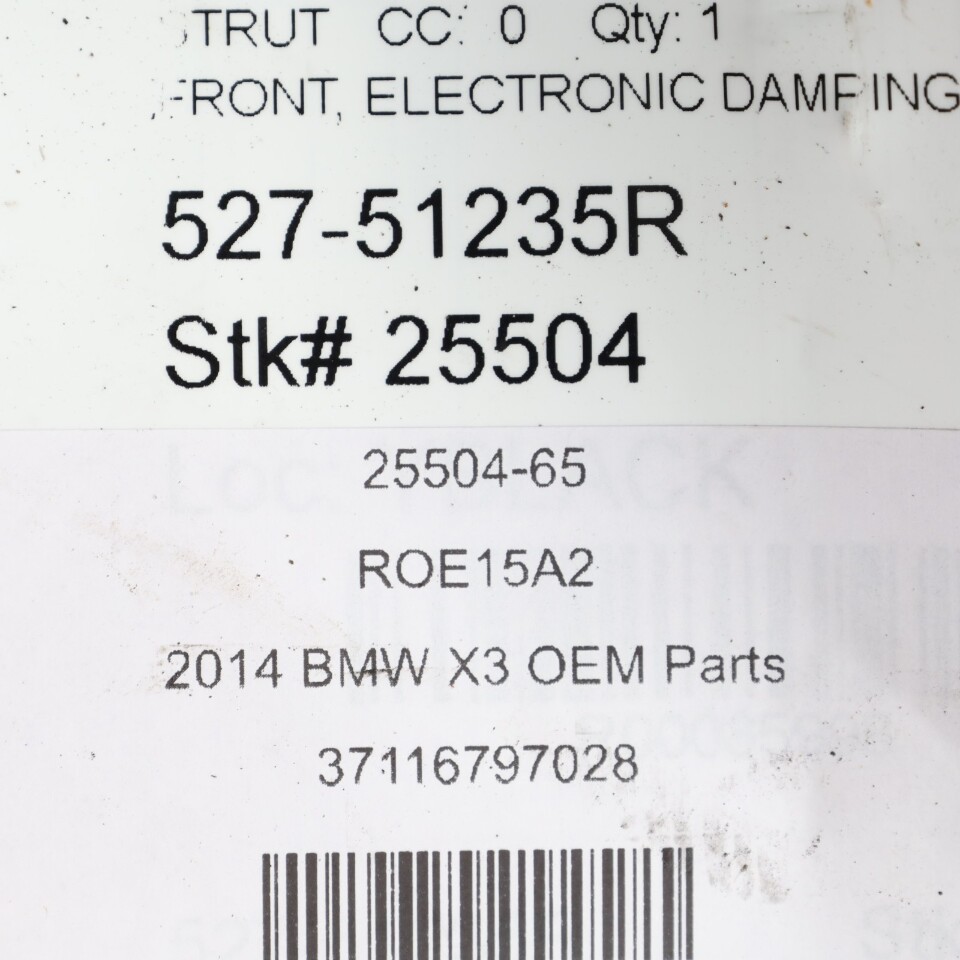 STRUT CC: 0 Qty: 1
FRONT, ELECTRONIC DAMPING
527-51235R
Stk# 25504
25504-65
ROE15A2
2014 BMW X3 OEM Parts
37116797028